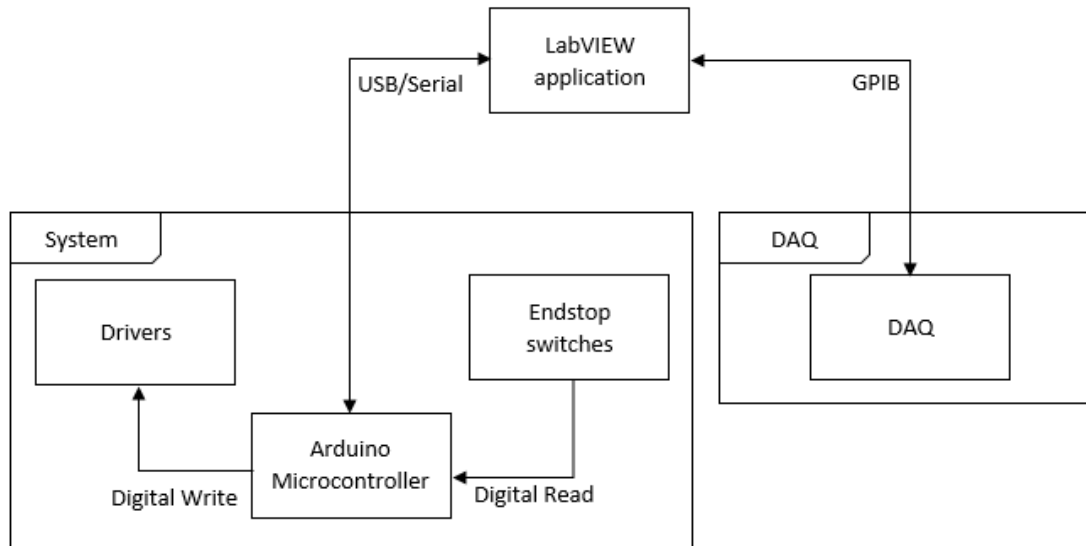 LabVIEW
application
USB/Serial
GPIB
System
DAQ
Drivers
Endstop
switches
DAQ
Arduino
Microcontroller
Digital Write
Digital Read